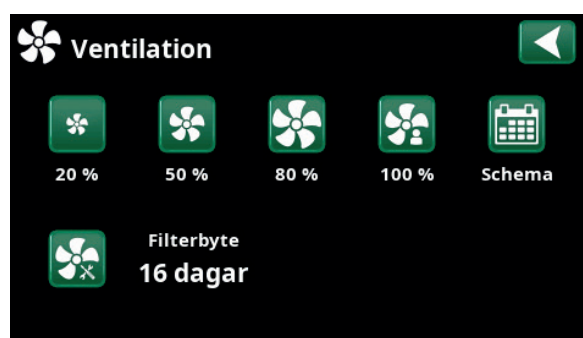 Ventilation
20 % 50 % 80 % 100 % Schema
Filterbyte
16 dagar